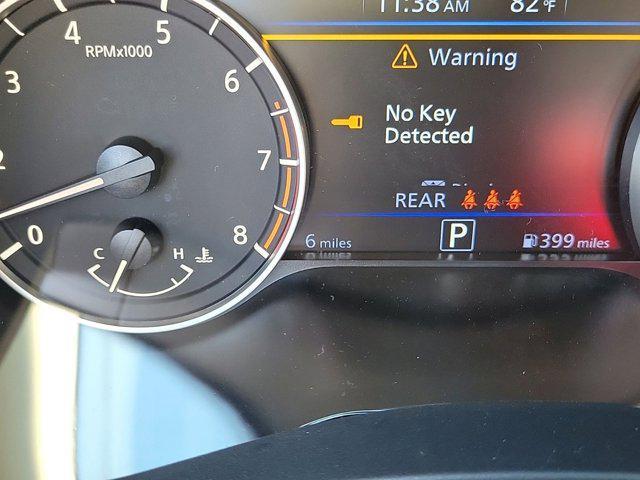 11:38 AM 82°F
4 5
RPMx1000
3 6
2 7
0 8
C H
Warning
No Key
Detected
REAR
6 miles P 399 miles